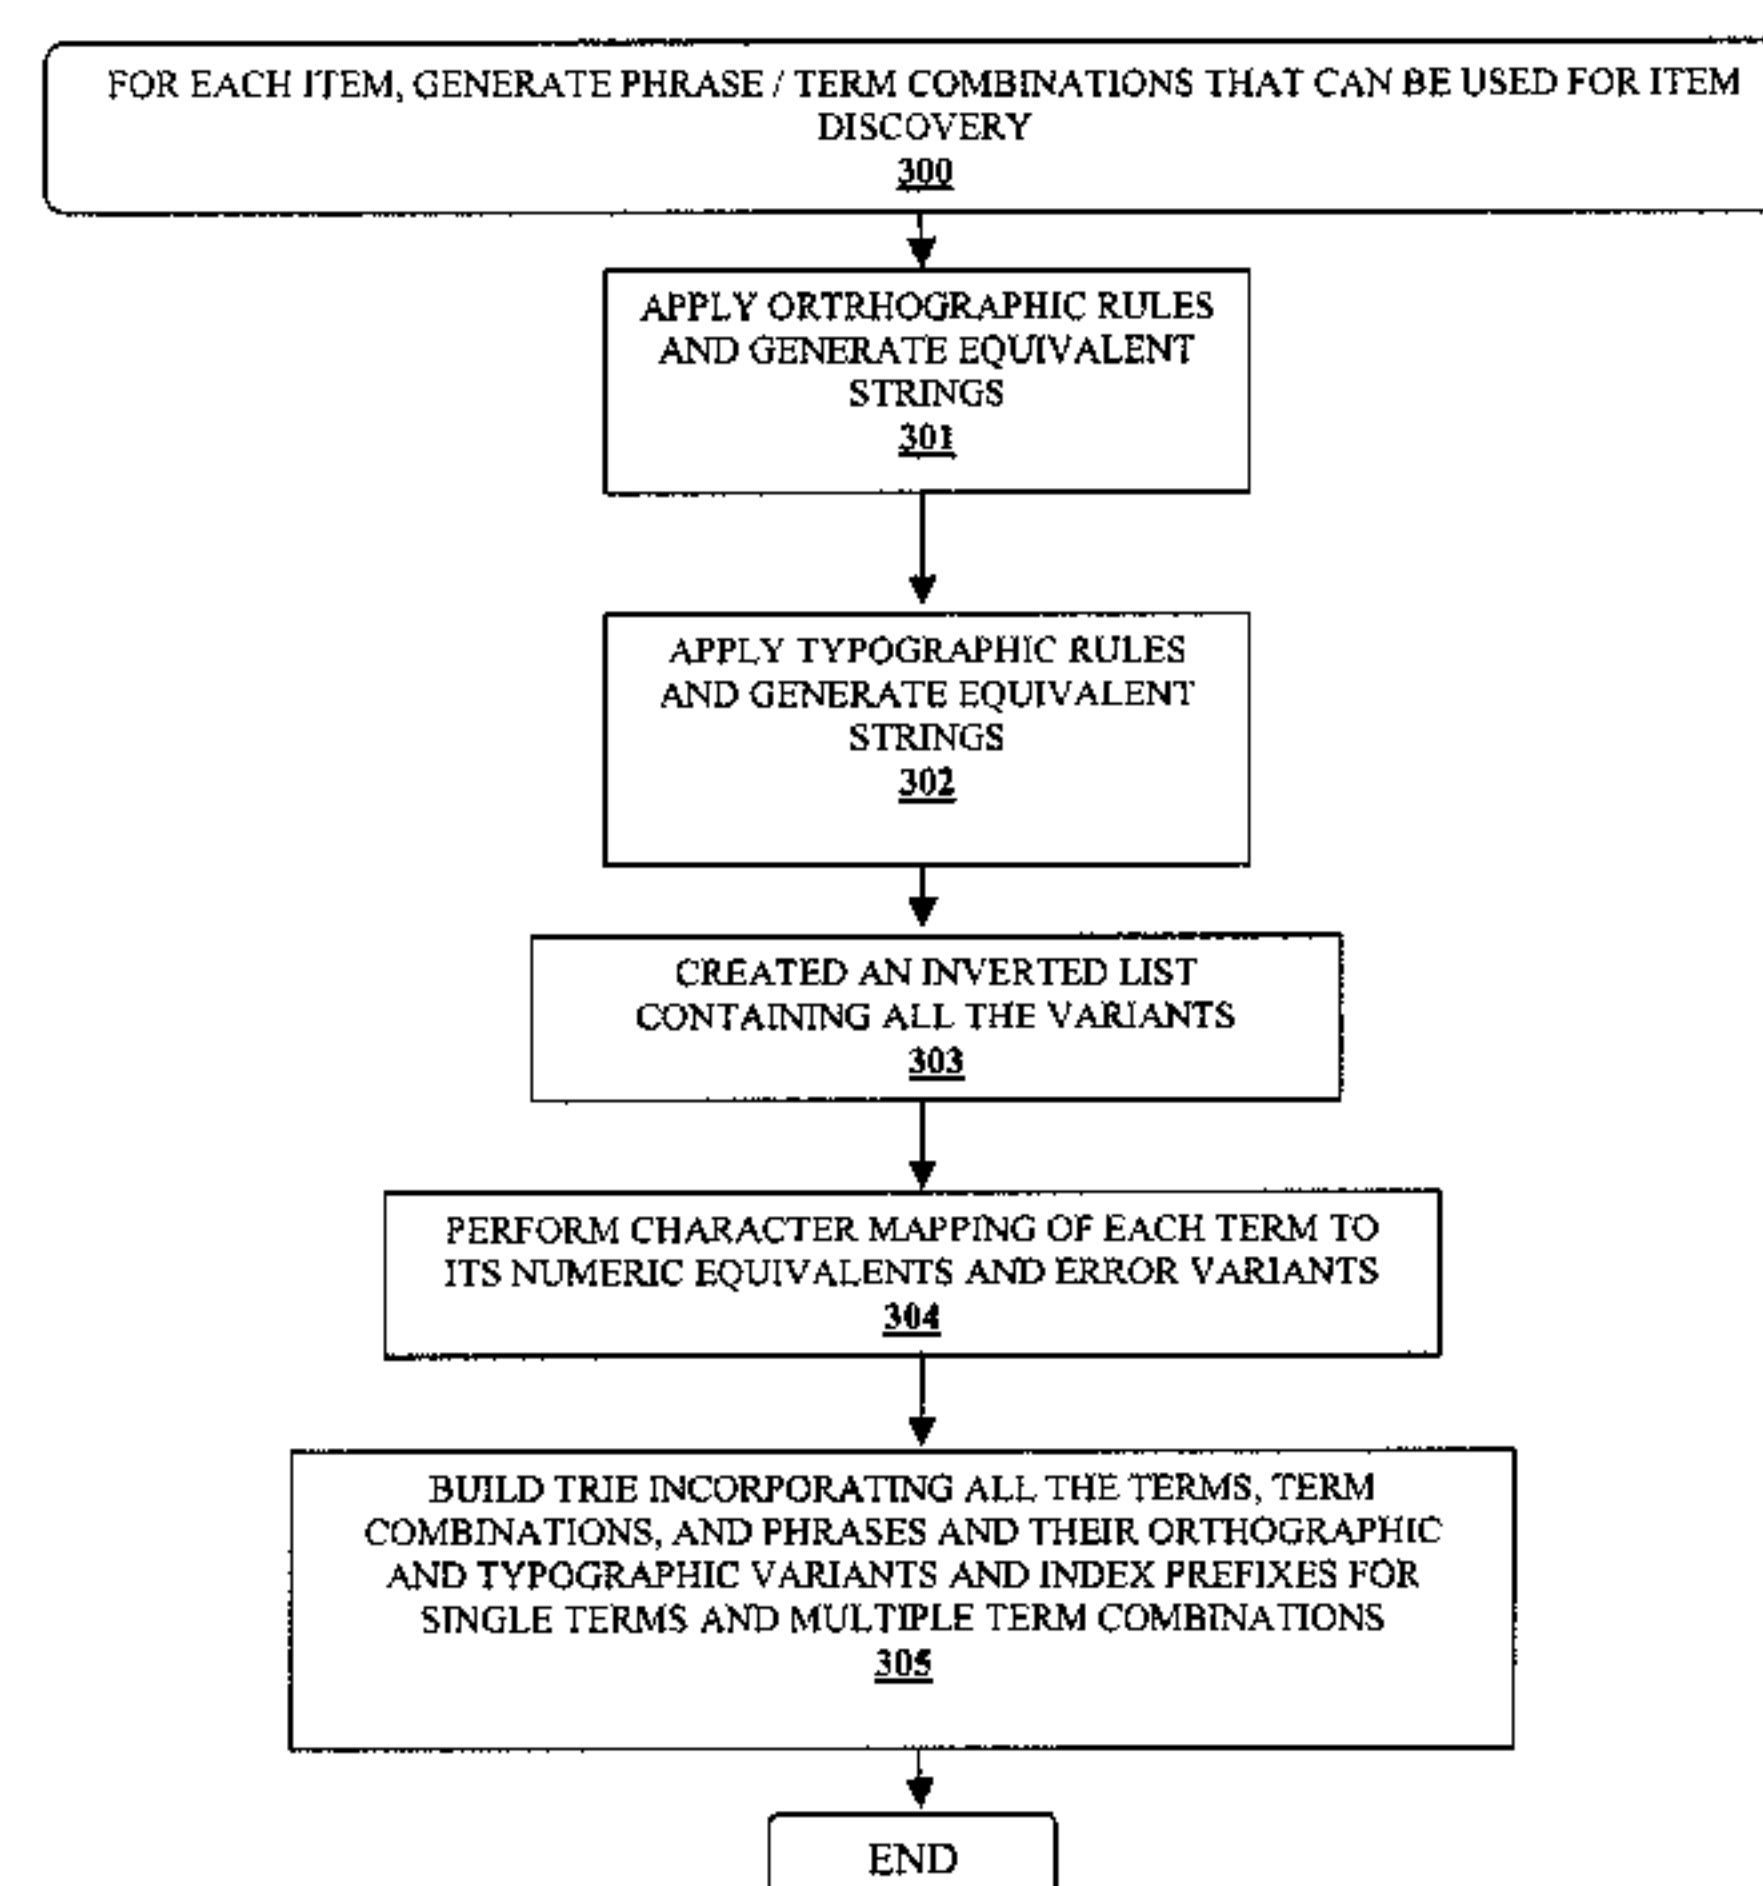 FOR EACH ITEM, GENERATE PHRASE / TERM COMBINATIONS THAT CAN BE USED FOR ITEM
DISCOVERY
300
APPLY ORTRHOGRAPHIC RULES
AND GENERATE EQUIVALENT
STRINGS
301
APPLY TYPOGRAPHIC RULES
AND GENERATE EQUIVALENT
STRINGS
302
CREATED AN INVERTED LIST
CONTAINING ALL THE VARIANTS
303
PERFORM CHARACTER MAPPING OF EACH TERM TO
ITS NUMERIC EQUIVALENTS AND ERROR VARIANTS
304
BUILD TRIE INCORPORATING ALL THE TERMS, TERM
COMBINATIONS, AND PHRASES AND THEIR ORTHOGRAPHIC
AND TYPOGRAPHIC VARIANTS AND INDEX PREFIXES FOR
SINGLE TERMS AND MULTIPLE TERM COMBINATIONS
305
END